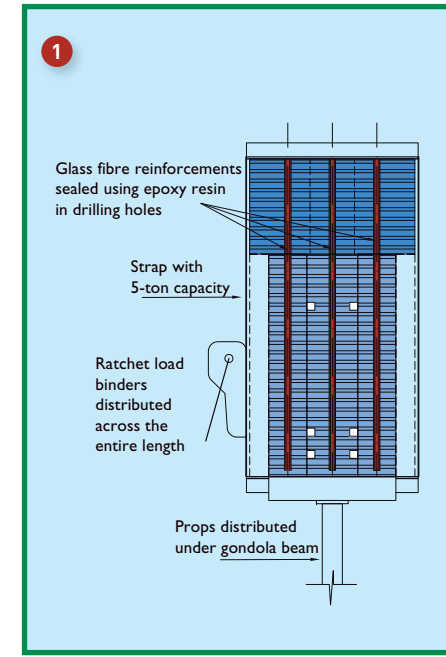 1
Glass fibre reinforcements
sealed using epoxy resin
in drilling holes
Strap with
5-ton capacity
Ratchet load
binders
distributed
across the
entire length
Props distributed
under gondola beam